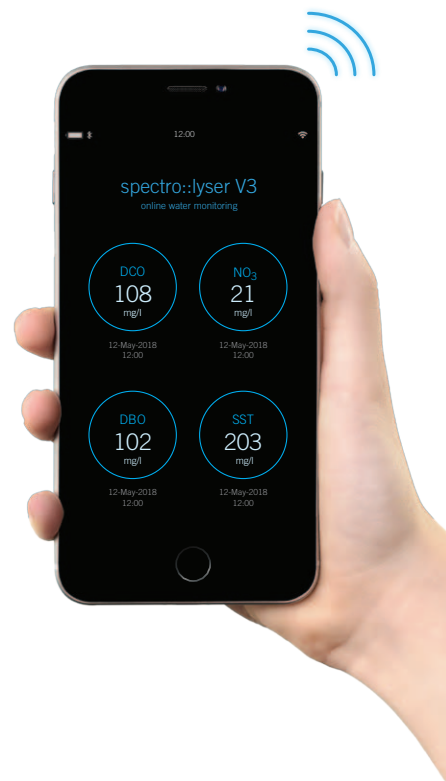 12:00
spectro::lyser V3
online water monitoring
DCO
108
mg/l
12-May-2018
12:00
NO₃
21
mg/l
12-May-2018
12:00
DBO
102
mg/l
12-May-2018
12:00
SST
203
mg/l
12-May-2018
12:00